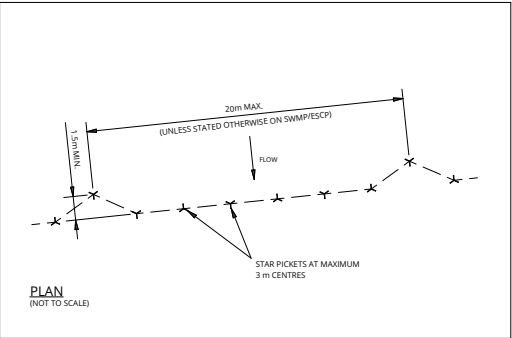 20m MAX.
(UNLESS STATED OTHERWISE ON SWMP/ESCP)
1.5m MIN.
FLOW
STAR PICKETS AT MAXIMUM
3 m CENTRES
PLAN
(NOT TO SCALE)